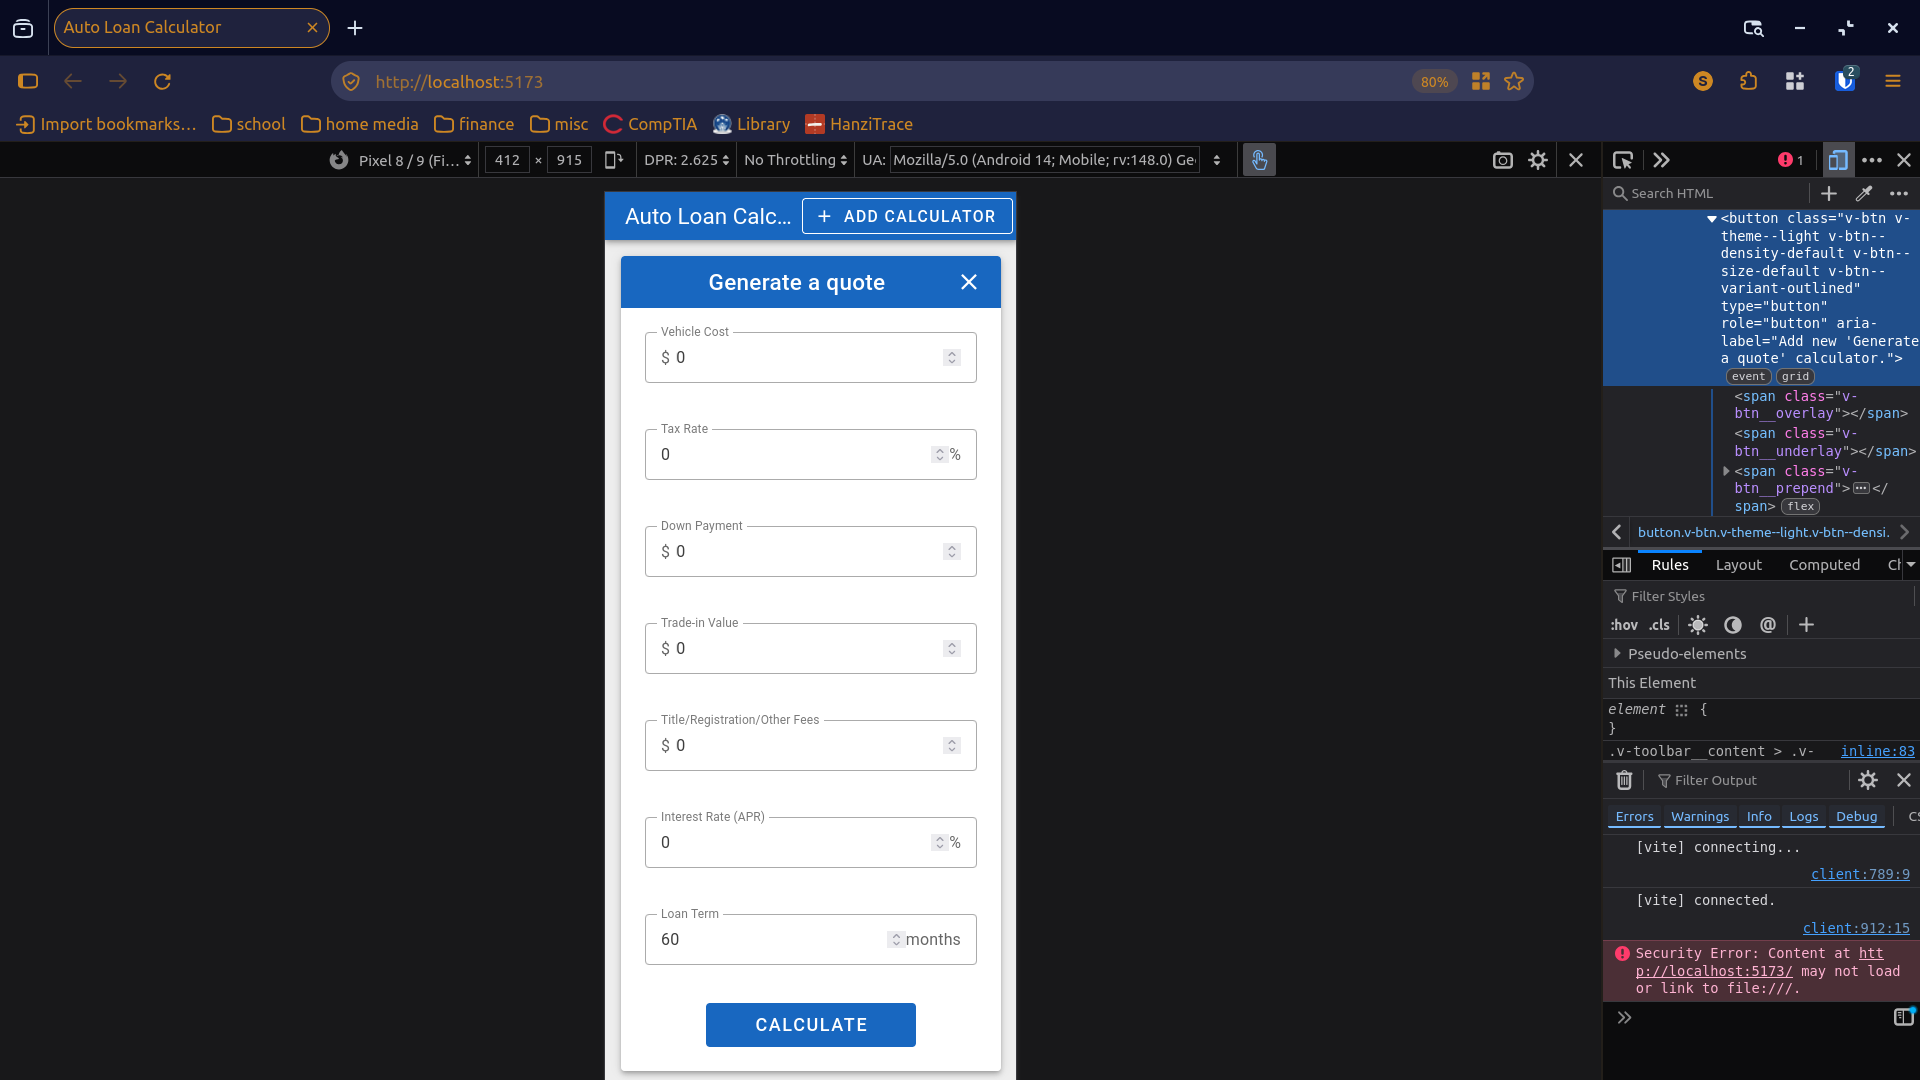 Auto Loan Calculator
http://localhost:5173
80%
S
2
Import bookmarks...
school
home media
finance
misc
CompTIA
Library
HanziTrace
Pixel 8 / 9 (Fi...
412 × 915
DPR: 2.625
No Throttling
UA: Mozilla/5.0 (Android 14; Mobile; rv:148.0) Ge
1
Auto Loan Calc...
+ ADD CALCULATOR
Generate a quote
Vehicle Cost
$ 0
Tax Rate
0 %
Down Payment
$ 0
Trade-in Value
$ 0
Title/Registration/Other Fees
$ 0
Interest Rate (APR)
0 %
Loan Term
60 months
CALCULATE
Search HTML
<button class="v-btn v-
theme--light v-btn--
density-default v-btn--
size-default v-btn--
variant-outlined"
type="button"
role="button" aria-
label="Add new 'Generate
a quote' calculator.">
event grid
<span class="v-
btn__overlay"></span>
<span class="v-
btn__underlay"></span>
<span class="v-
btn__prepend">...</
span> flex
button.v-btn.v-theme--light.v-btn--densi.
Rules
Layout
Computed
Filter Styles
:hov .cls @ +
Pseudo-elements
This Element
element {
}
.v-toolbar__content > .v- inline:83
Filter Output
Errors
Warnings
Info
Logs
Debug
CS
[vite] connecting...
client:789:9
[vite] connected.
client:912:15
Security Error: Content at htt
p://localhost:5173/ may not load
or link to file:///.